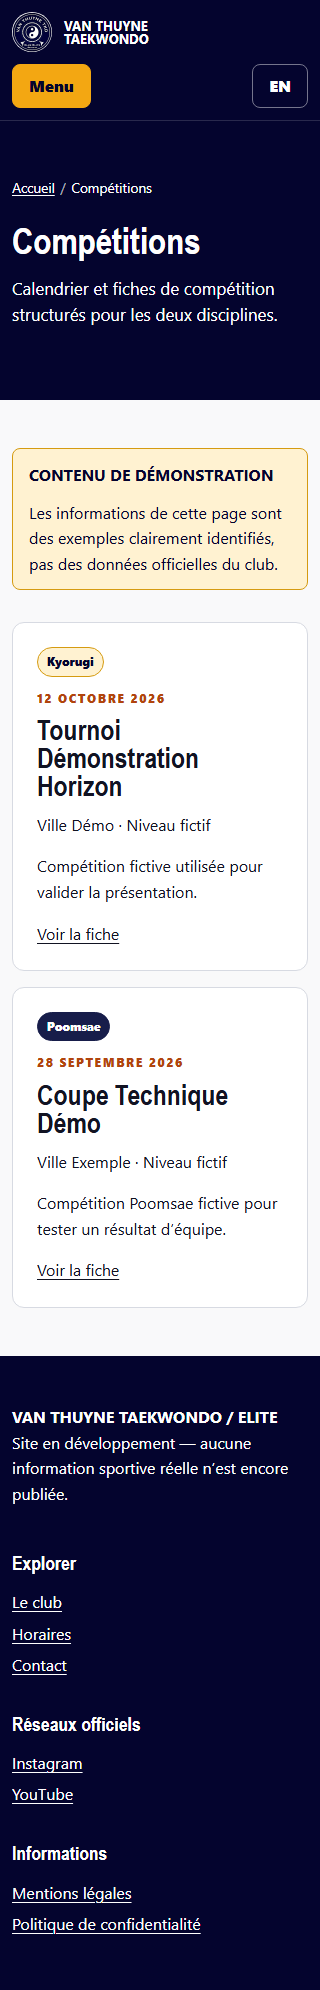 VAN THUYNE
TAEKWONDO
Menu
EN
Accueil / Compétitions
Compétitions
Calendrier et fiches de compétition
structurés pour les deux disciplines.
CONTENU DE DÉMONSTRATION
Les informations de cette page sont
des exemples clairement identifiés,
pas des données officielles du club.
Kyorugi
12 OCTOBRE 2026
Tournoi
Démonstration
Horizon
Ville Démo · Niveau fictif
Compétition fictive utilisée pour
valider la présentation.
Voir la fiche
Poomsae
28 SEPTEMBRE 2026
Coupe Technique
Démo
Ville Exemple · Niveau fictif
Compétition Poomsae fictive pour
tester un résultat d’équipe.
Voir la fiche
VAN THUYNE TAEKWONDO / ELITE
Site en développement — aucune
information sportive réelle n’est encore
publiée.
Explorer
Le club
Horaires
Contact
Réseaux officiels
Instagram
YouTube
Informations
Mentions légales
Politique de confidentialité